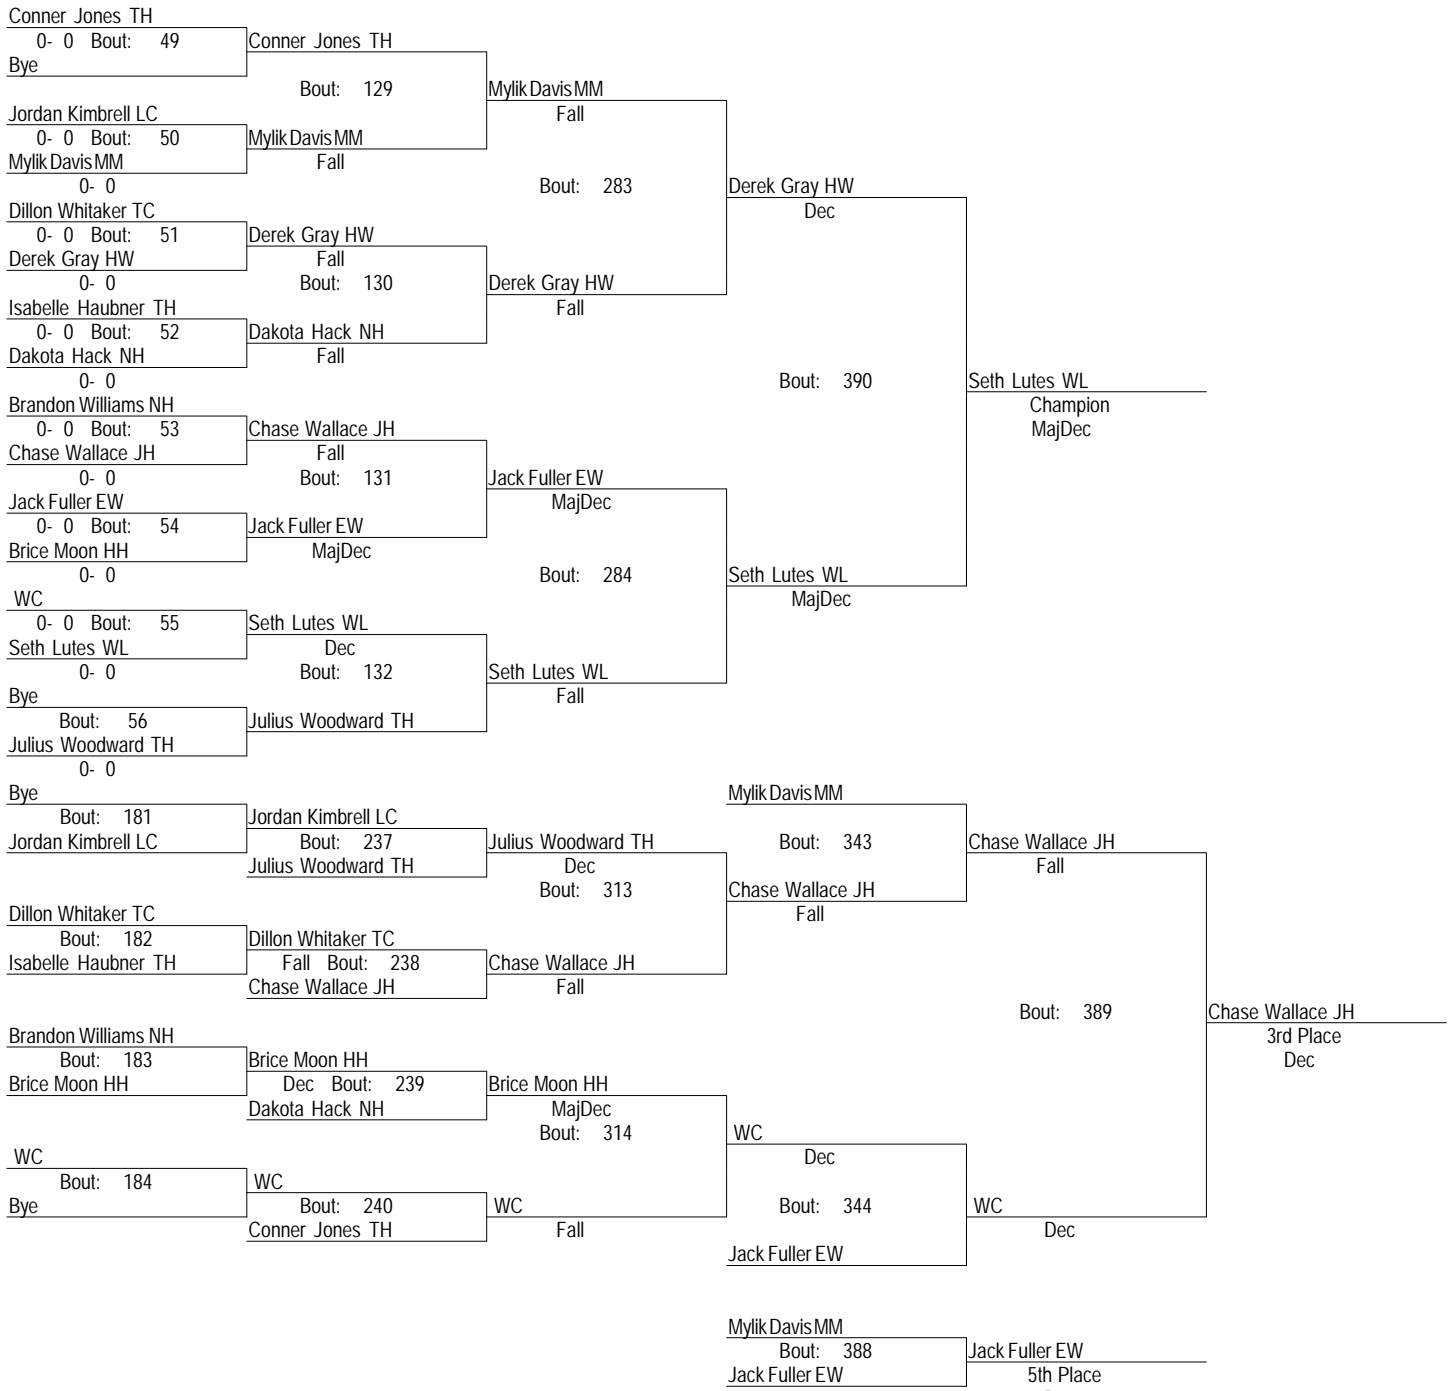 Conner Jones TH
0- 0 Bout: 49 Conner Jones TH
Bye
Bout: 129 Mylik Davis MM
Jordan Kimbrell LC Fall
0- 0 Bout: 50 Mylik Davis MM
Mylik Davis MM Fall
0- 0 Bout: 283 Derek Gray HW
Dillon Whitaker TC Dec
0- 0 Bout: 51 Derek Gray HW
Derek Gray HW Fall
0- 0 Bout: 130 Derek Gray HW
Isabelle Haubner TH Fall
0- 0 Bout: 52 Dakota Hack NH
Dakota Hack NH Fall
0- 0 Bout: 390 Seth Lutes WL
Brandon Williams NH Champion
0- 0 Bout: 53 Chase Wallace JH MajDec
Chase Wallace JH Fall
0- 0 Bout: 131 Jack Fuller EW
Jack Fuller EW MajDec
0- 0 Bout: 54 Jack Fuller EW
Brice Moon HH MajDec
0- 0 Bout: 284 Seth Lutes WL
WC MajDec
0- 0 Bout: 55 Seth Lutes WL
Seth Lutes WL Dec
0- 0 Bout: 132 Seth Lutes WL
Bye Fall
Bout: 56 Julius Woodward TH
Julius Woodward TH
0- 0
Bye Mylik Davis MM
Bout: 181 Jordan Kimbrell LC
Jordan Kimbrell LC Bout: 237 Julius Woodward TH Bout: 343 Chase Wallace JH
Julius Woodward TH Dec Fall
Bout: 313 Chase Wallace JH
Dillon Whitaker TC Fall
Bout: 182 Dillon Whitaker TC
Isabelle Haubner TH Fall Bout: 238 Chase Wallace JH
Chase Wallace JH Fall
Bout: 389 Chase Wallace JH
Brandon Williams NH 3rd Place
Bout: 183 Brice Moon HH Dec
Brice Moon HH Dec Bout: 239 Brice Moon HH
Dakota Hack NH MajDec
Bout: 314 WC
WC Dec
Bout: 184 WC
Bye Bout: 240 WC Bout: 344 WC
Conner Jones TH Fall Dec
Jack Fuller EW
Mylik Davis MM
Bout: 388 Jack Fuller EW
Jack Fuller EW 5th Place